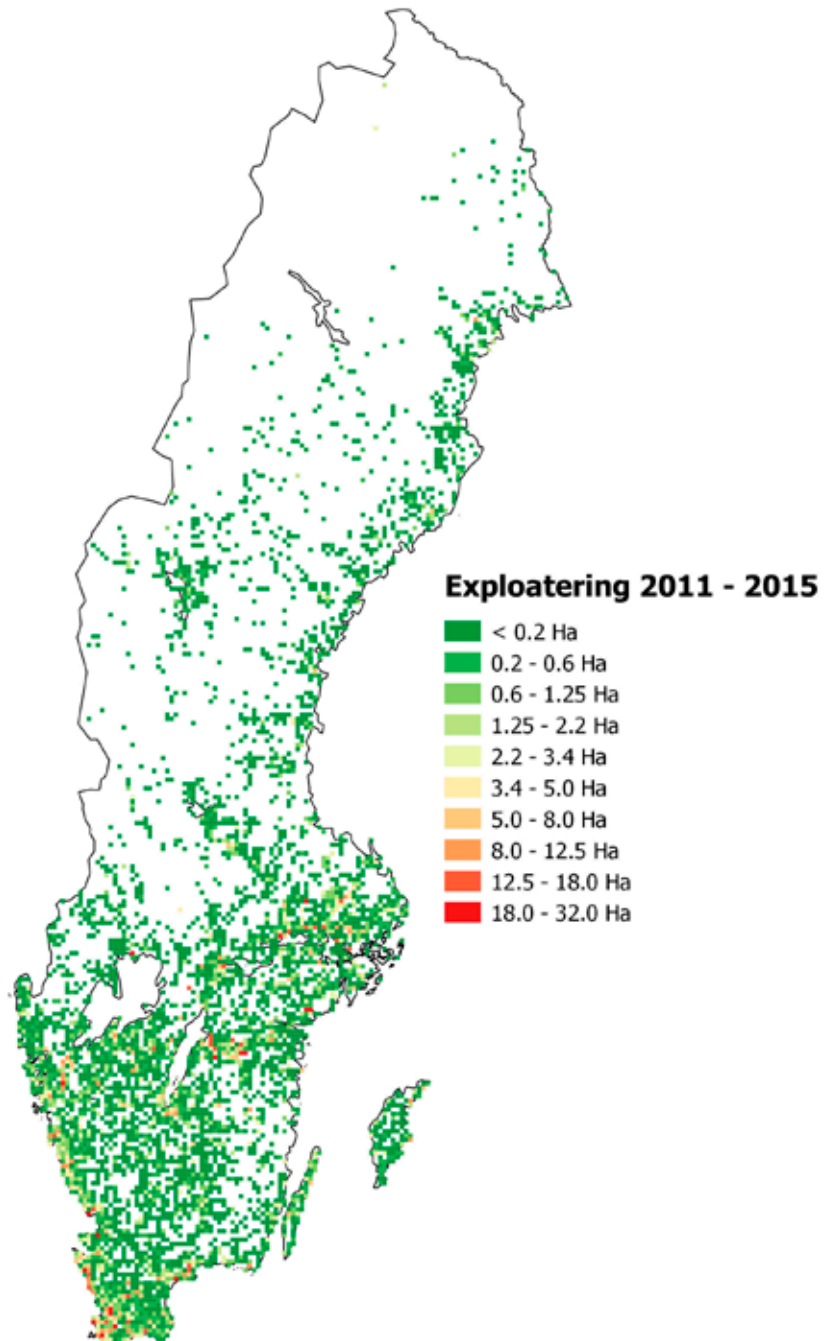 Exploatering 2011 - 2015
< 0.2 Ha
0.2 - 0.6 Ha
0.6 - 1.25 Ha
1.25 - 2.2 Ha
2.2 - 3.4 Ha
3.4 - 5.0 Ha
5.0 - 8.0 Ha
8.0 - 12.5 Ha
12.5 - 18.0 Ha
18.0 - 32.0 Ha